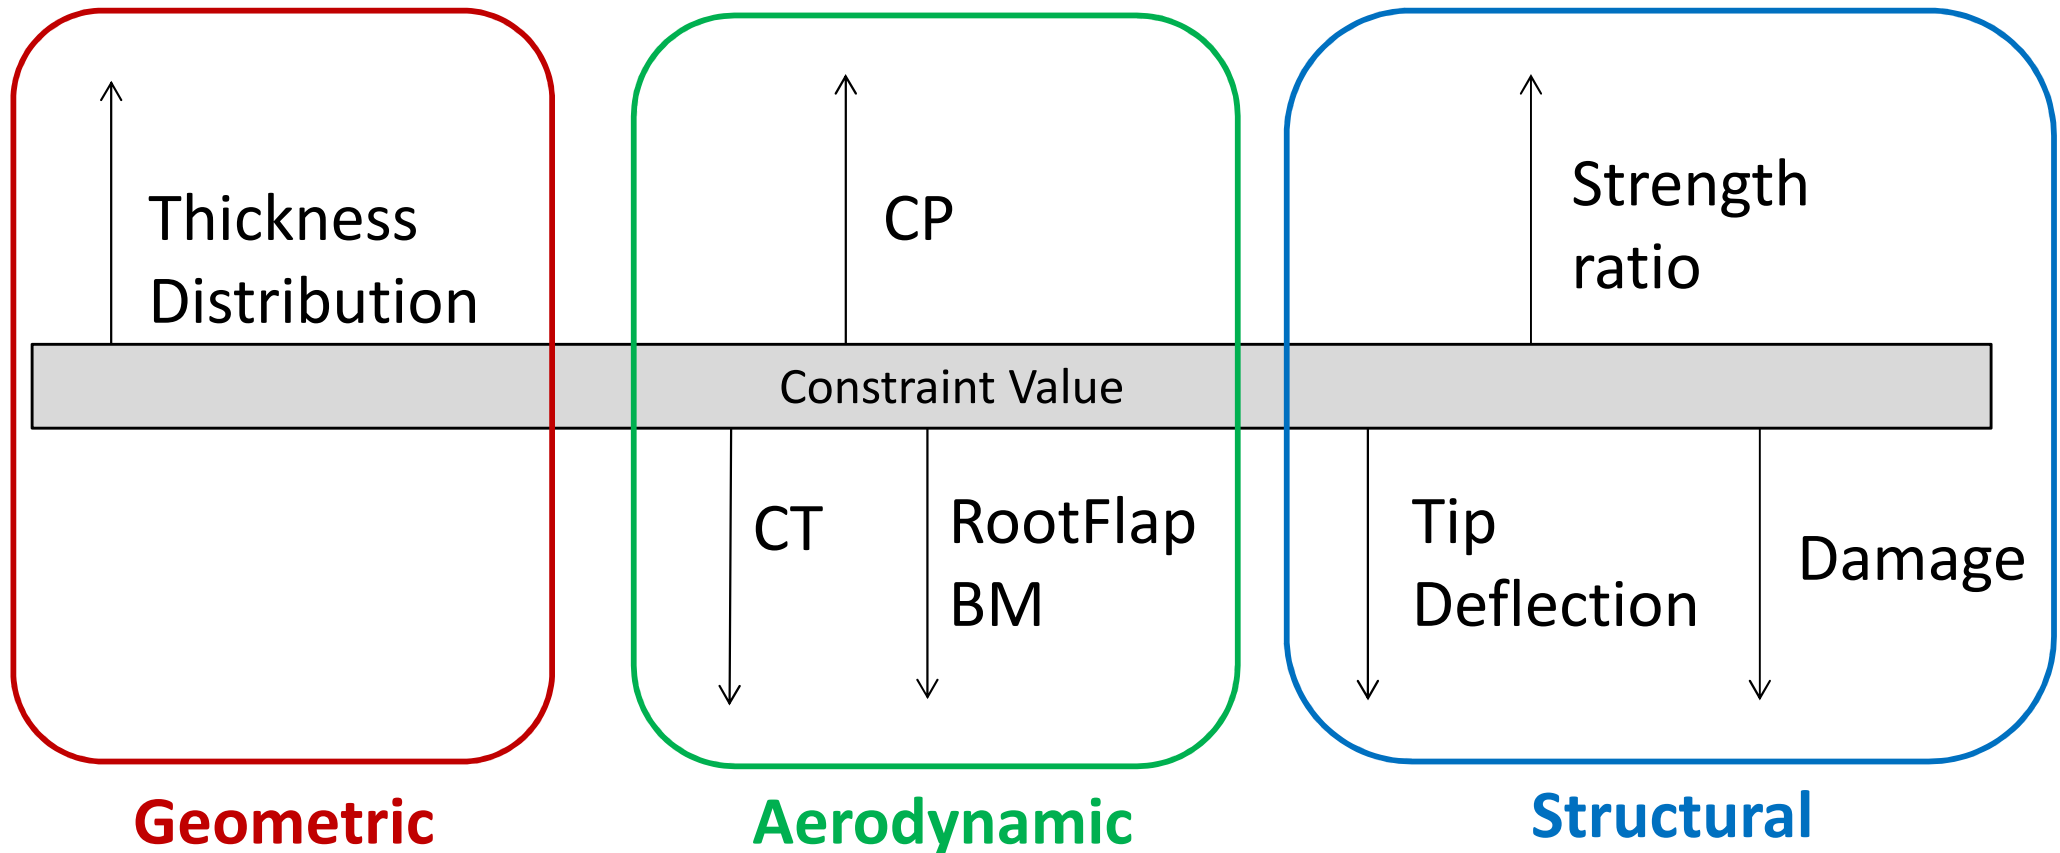 Thickness
Distribution
CP
Strength
ratio
Constraint Value
CT
RootFlap
BM
Tip
Deflection
Damage
Geometric
Aerodynamic
Structural